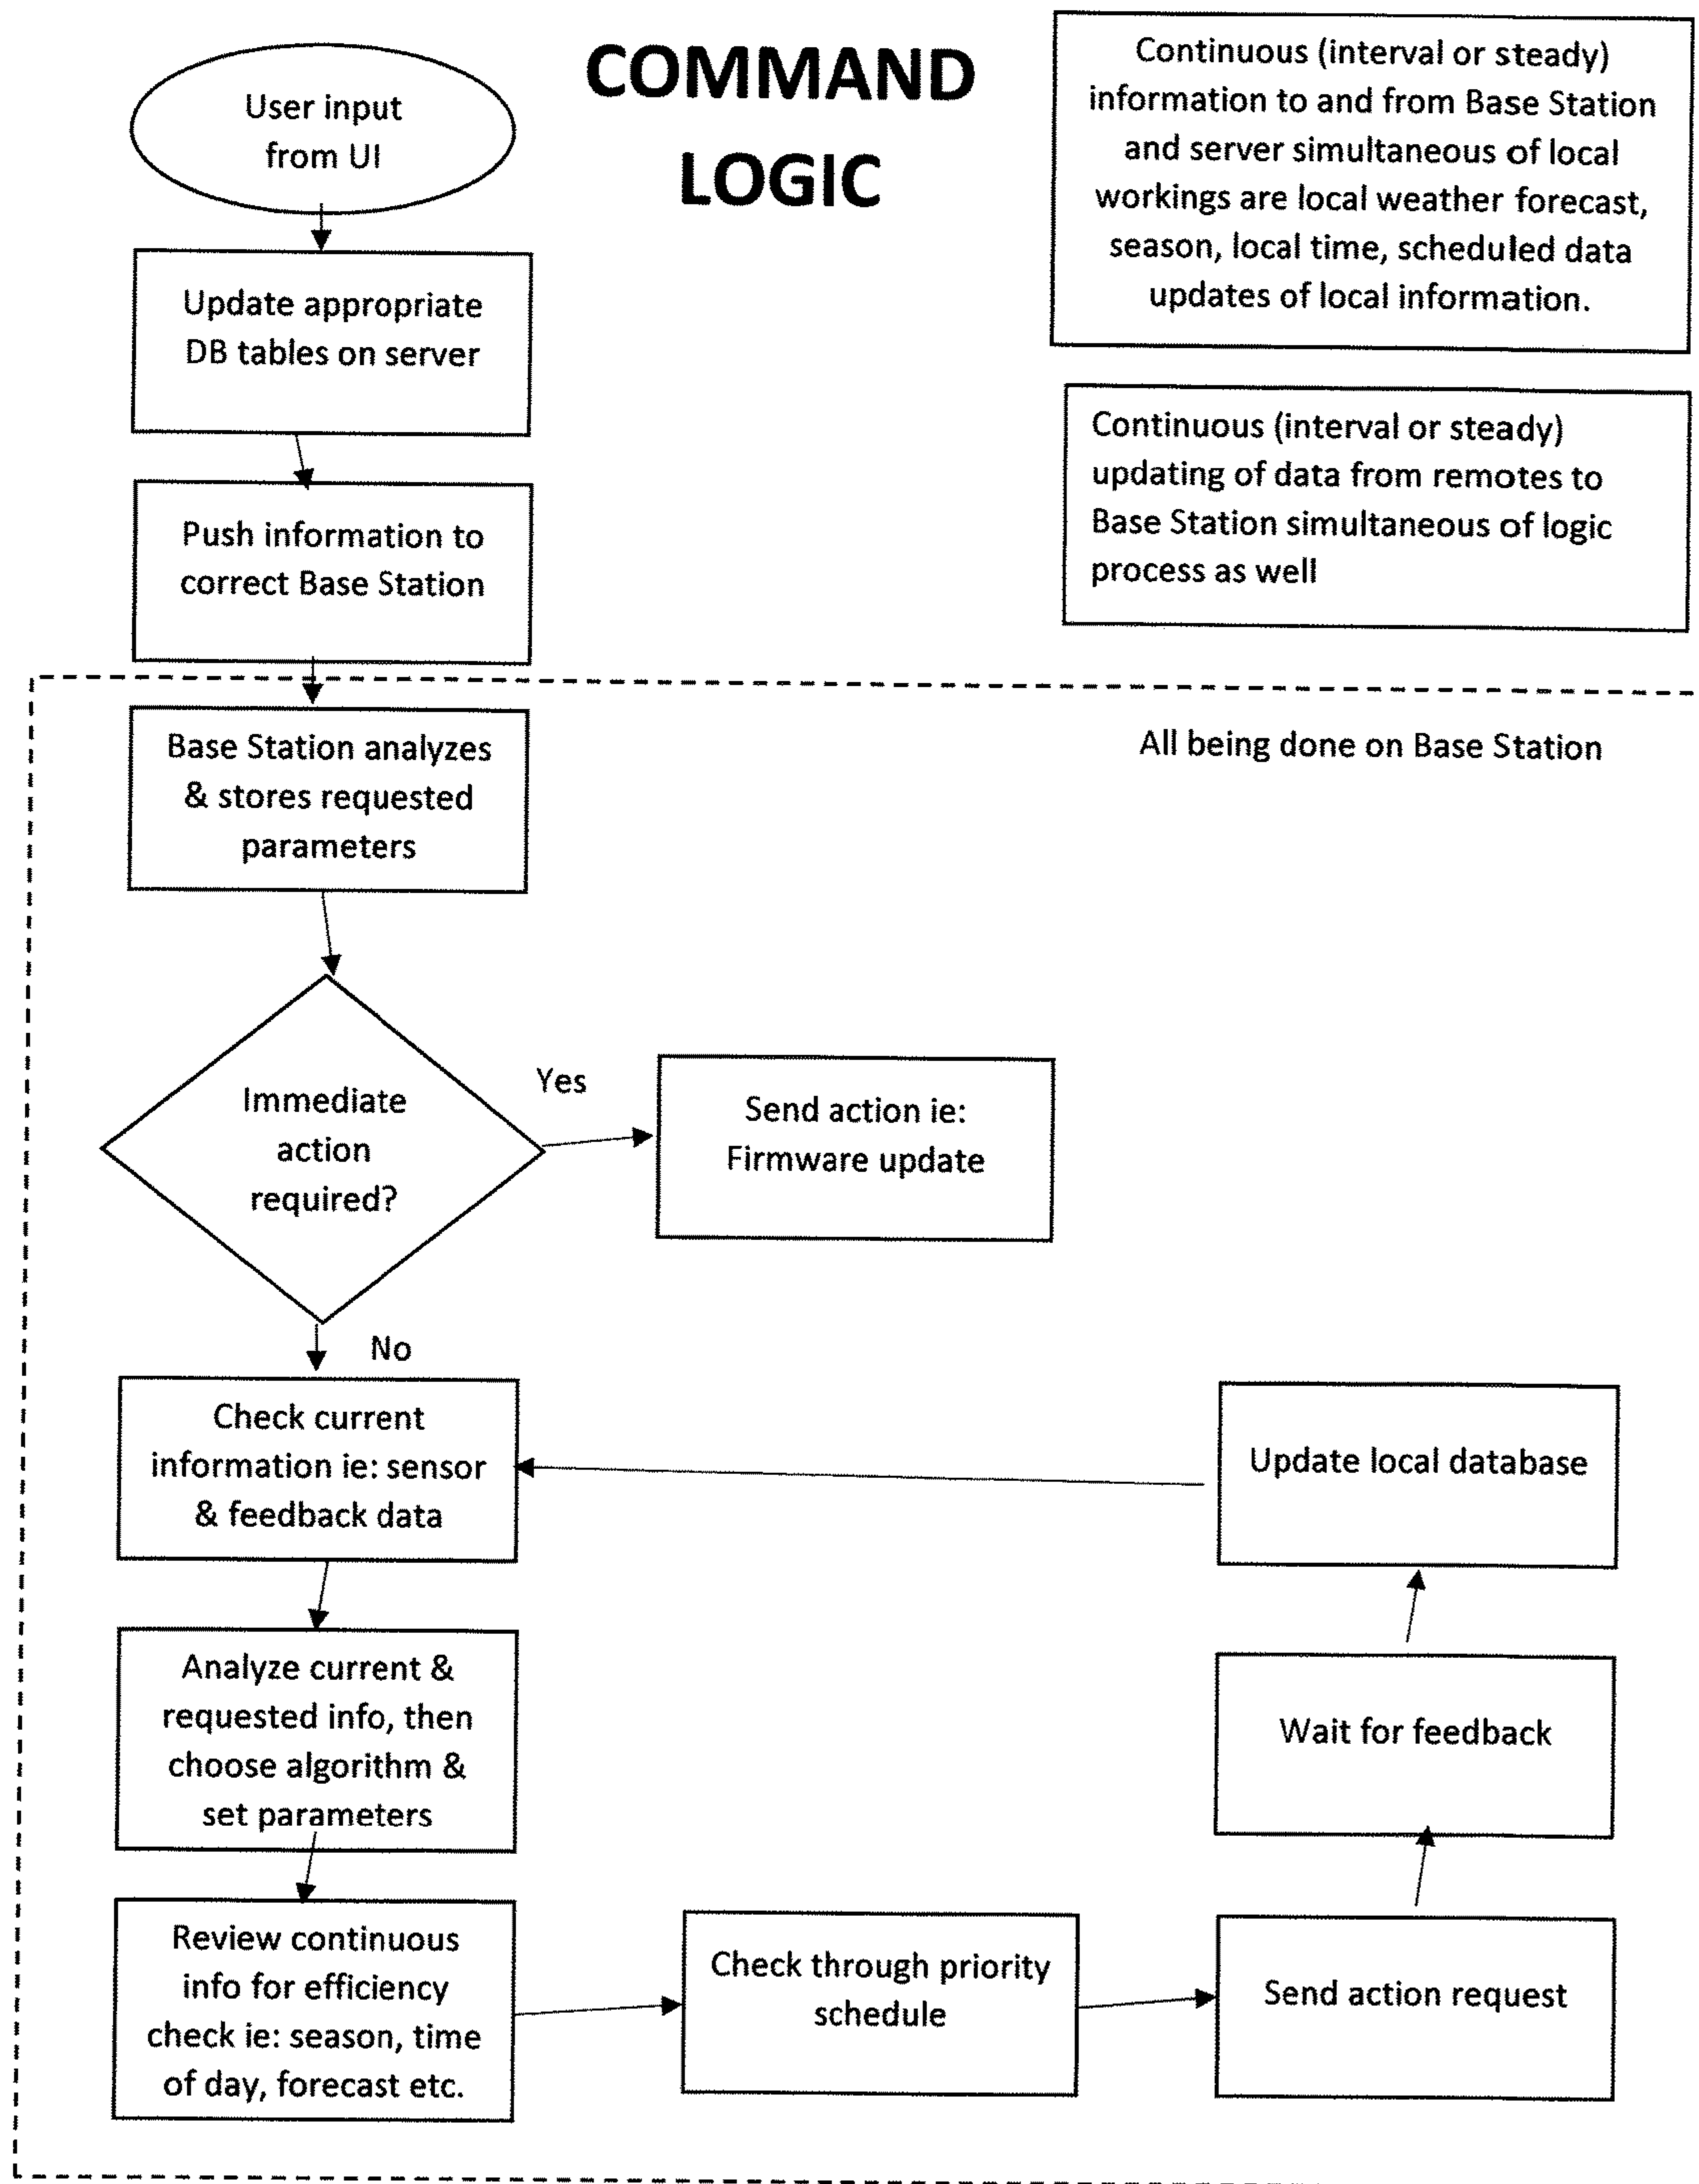 COMMAND
LOGIC
User input
from UI
Update appropriate
DB tables on server
Push information to
correct Base Station
Continuous (interval or steady)
information to and from Base Station
and server simultaneous of local
workings are local weather forecast,
season, local time, scheduled data
updates of local information.
Continuous (interval or steady)
updating of data from remotes to
Base Station simultaneous of logic
process as well
All being done on Base Station
Base Station analyzes
& stores requested
parameters
Immediate
action
required?
Yes
Send action ie:
Firmware update
No
Check current
information ie: sensor
& feedback data
Analyze current &
requested info, then
choose algorithm &
set parameters
Review continuous
info for efficiency
check ie: season, time
of day, forecast etc.
Check through priority
schedule
Send action request
Wait for feedback
Update local database